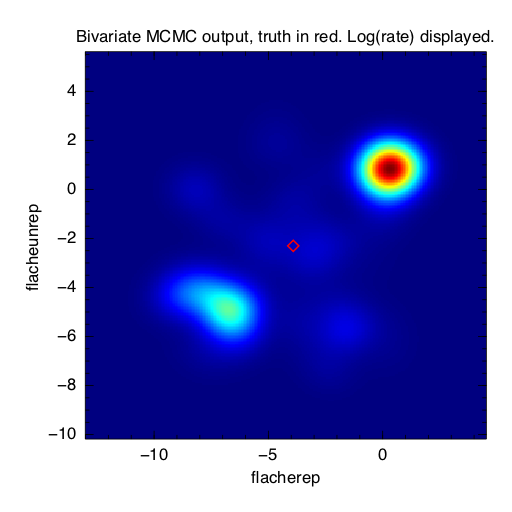 Bivariate MCMC output, truth in red. Log(rate) displayed.
4
2
0
−2
−4
−6
−8
−10
flacheunrep
−10 −5 0
flacherep